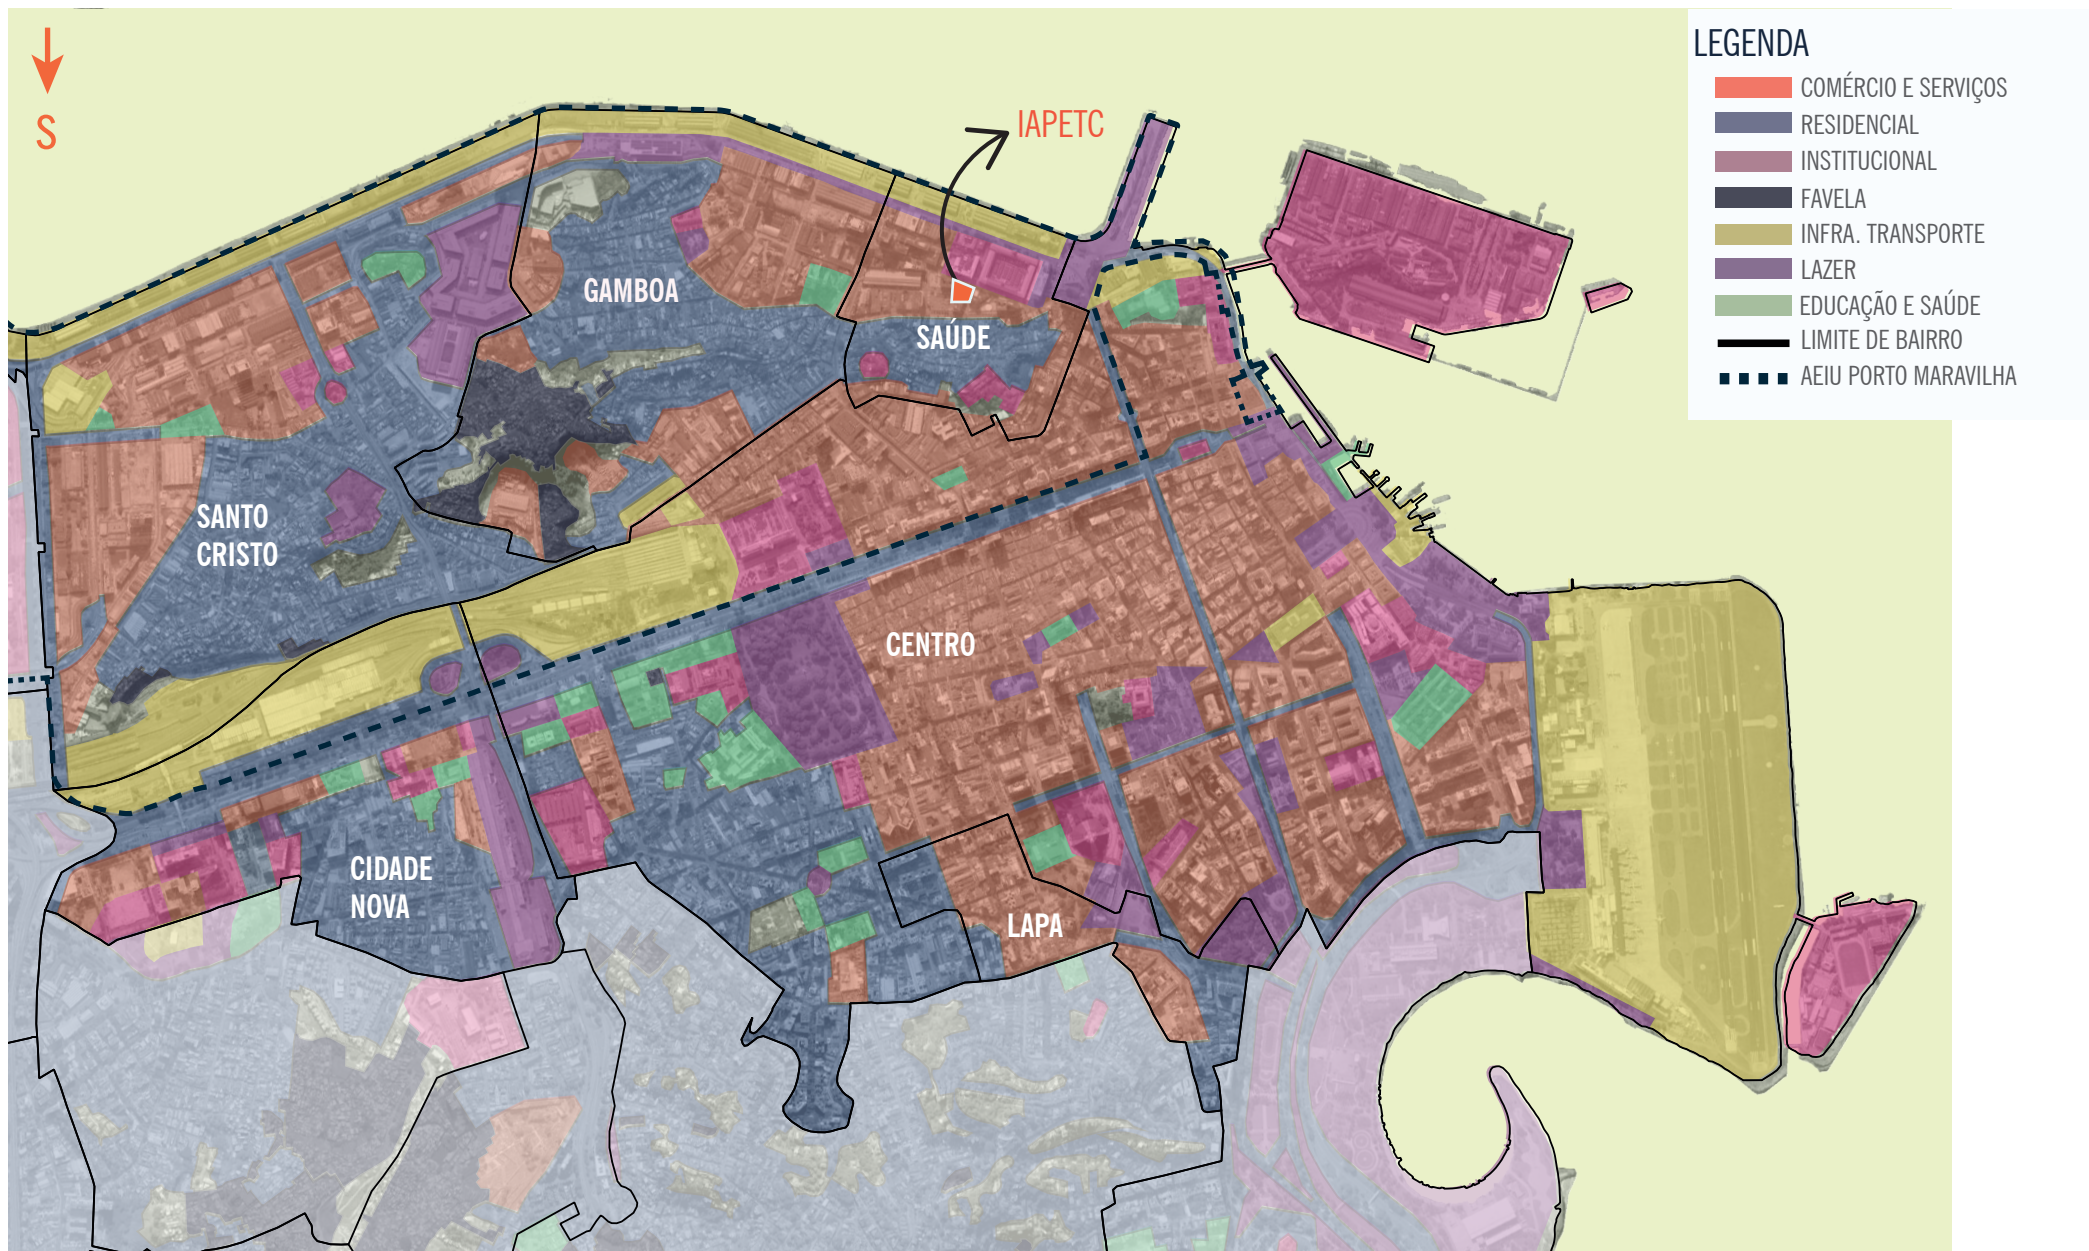 S
IAPETC
GAMBOA
SAÚDE
SANTO
CRISTO
CENTRO
CIDADE
NOVA
LAPA
LEGENDA
COMÉRCIO E SERVIÇOS
RESIDENCIAL
INSTITUCIONAL
FAVELA
INFRA. TRANSPORTE
LAZER
EDUCAÇÃO E SAÚDE
LIMITE DE BAIRRO
AEIU PORTO MARAVILHA